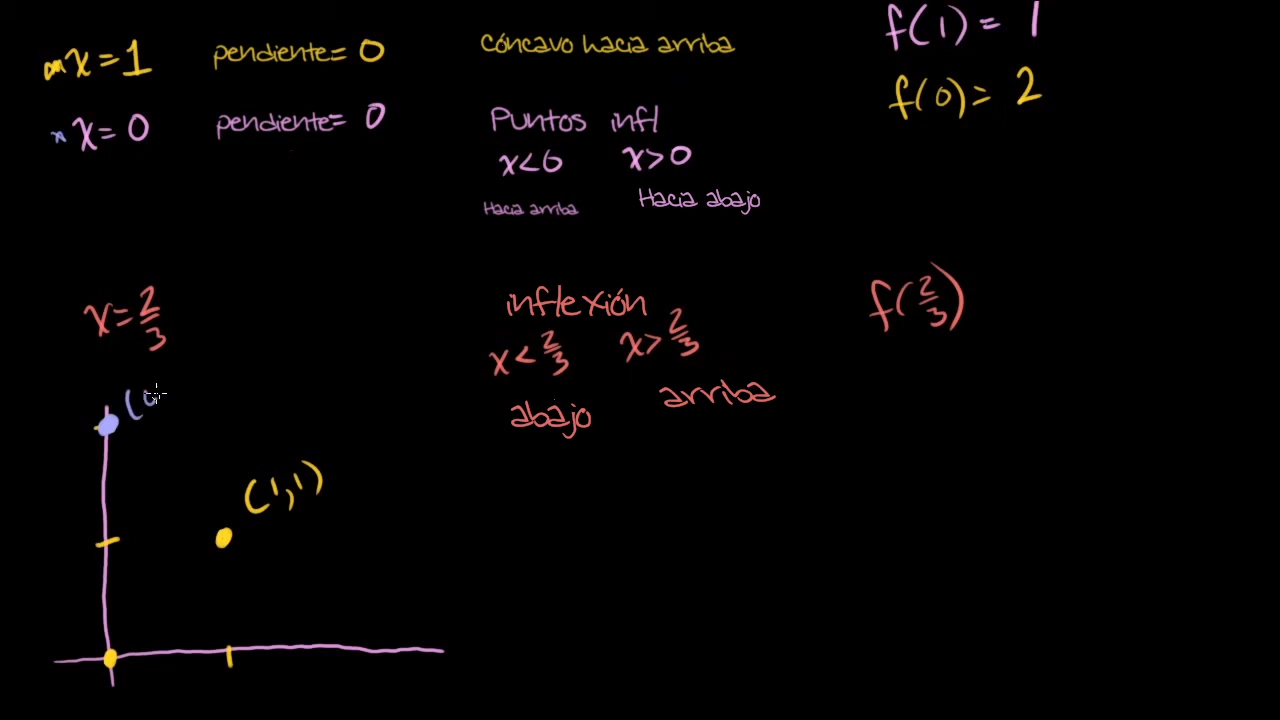 x = 1 pendiente = 0 cóncavo hacia arriba f(1) = 1
f(0) = 2
x = 0 pendiente = 0 Puntos infl
x<0 x>0
Hacia arriba Hacia abajo
x = 2/3 inflexión f(2/3)
x < 2/3 x > 2/3
abajo arriba
(1,1)